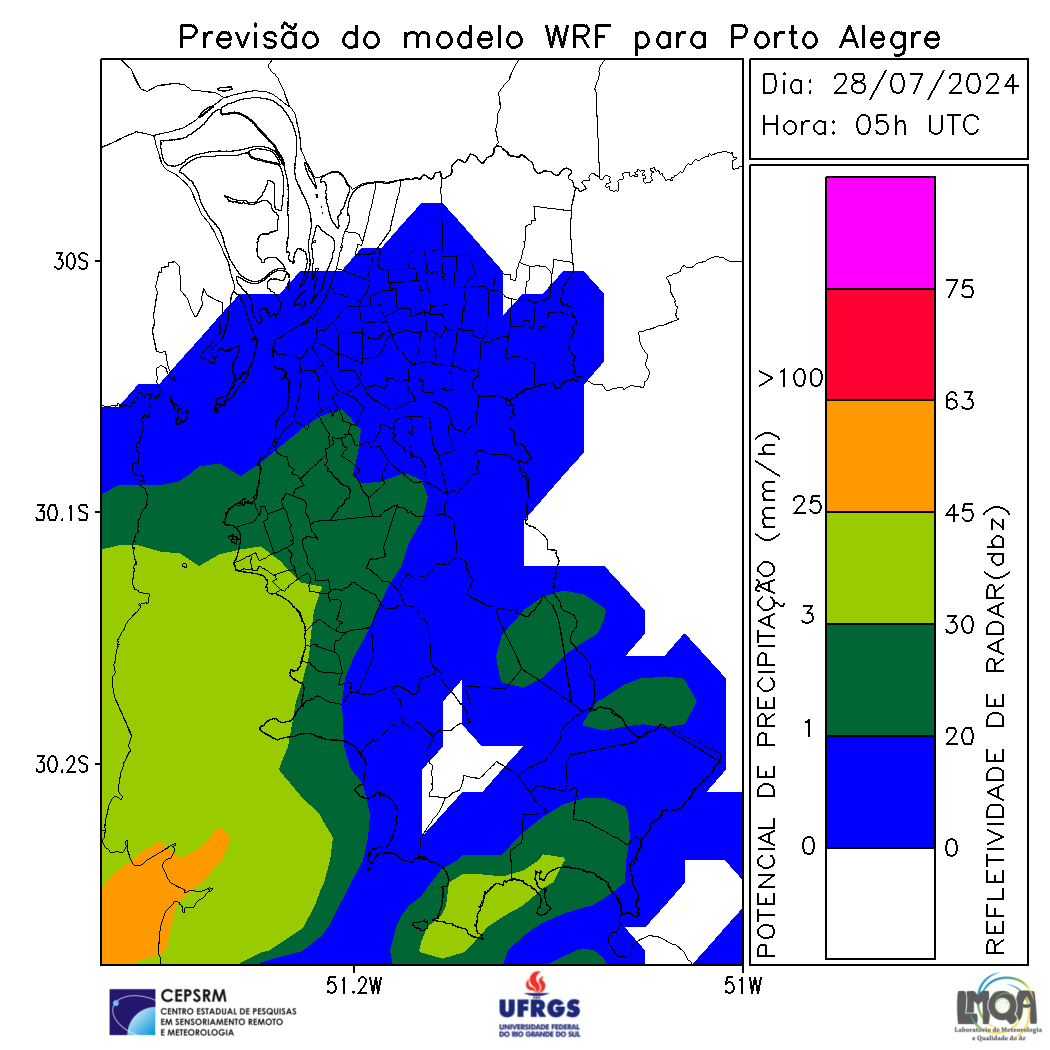 Previsão do modelo WRF para Porto Alegre
Dia: 28/07/2024
Hora: 05h UTC
30S
30.1S
30.2S
51.2W
51W
POTENCIAL DE PRECIPITAÇÃO (mm/h)
>100
25
3
1
0
75
63
45
30
20
0
REFLETIVIDADE DE RADAR(dbz)
CEPSRM
CENTRO ESTADUAL DE PESQUISAS
EM SENSORIAMENTO REMOTO
E METEOROLOGIA
UFRGS
UNIVERSIDADE FEDERAL
DO RIO GRANDE DO SUL
LMQA
Laboratório de Meteorologia
e Qualidade do Ar